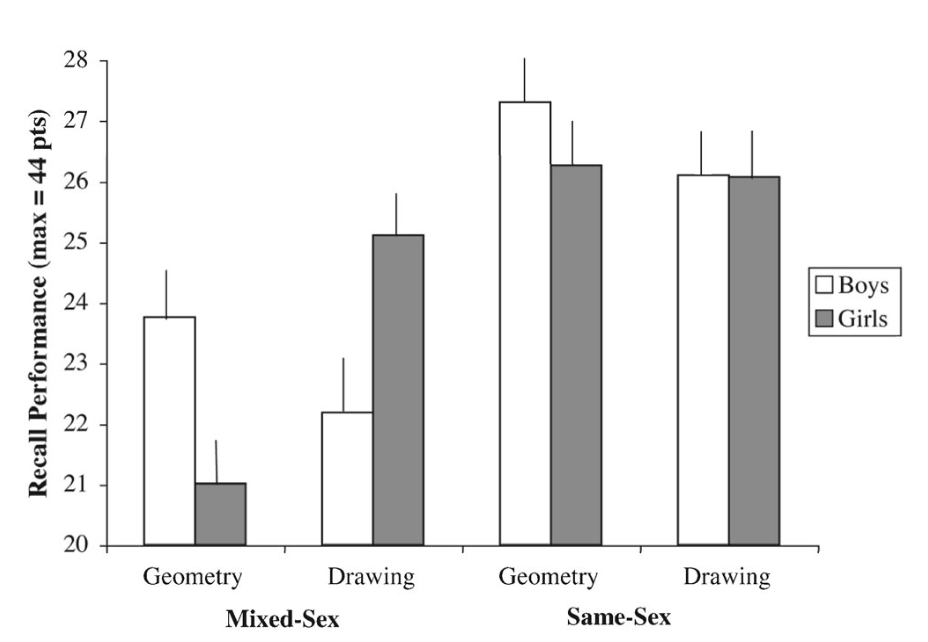 Recall Performance (max = 44 pts)
28
27
26
25
24
23
22
21
20
Boys
Girls
Geometry Drawing Geometry Drawing
Mixed-Sex Same-Sex